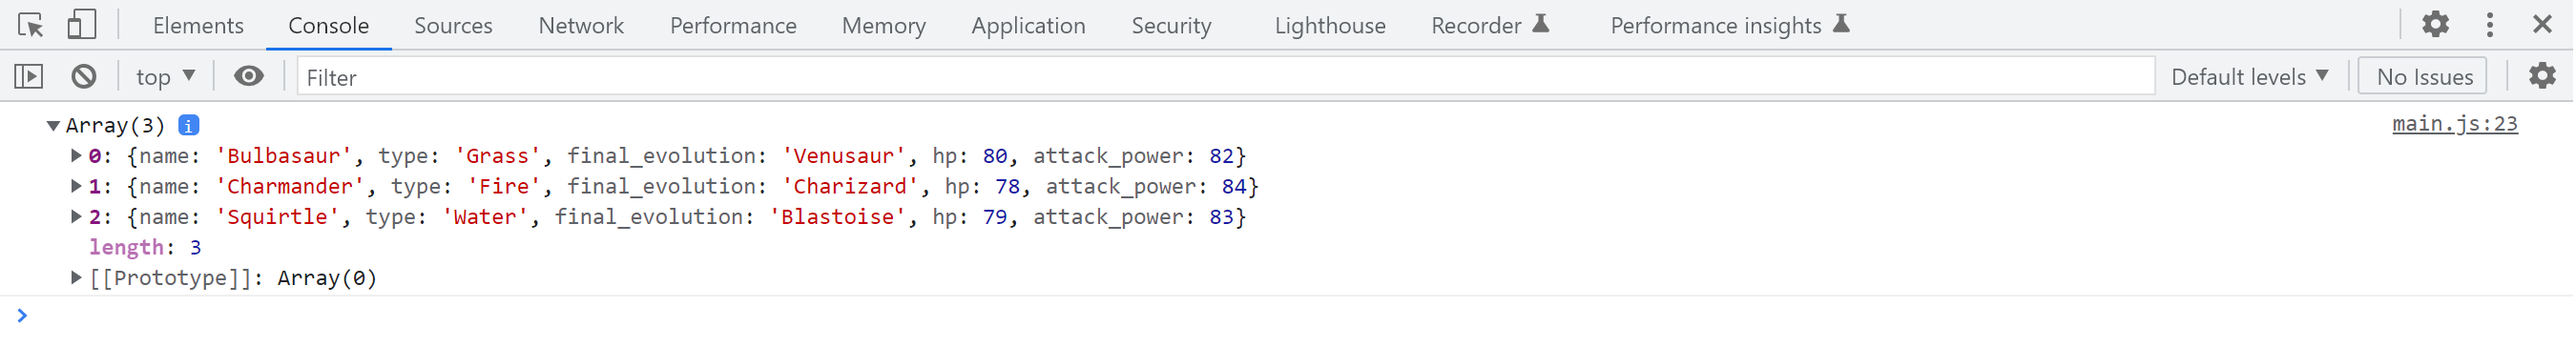 Elements Console Sources Network Performance Memory Application Security Lighthouse Recorder Performance insights
top Filter Default levels No Issues
Array(3) i main.js:23
0: {name: 'Bulbasaur', type: 'Grass', final_evolution: 'Venusaur', hp: 80, attack_power: 82}
1: {name: 'Charmander', type: 'Fire', final_evolution: 'Charizard', hp: 78, attack_power: 84}
2: {name: 'Squirtle', type: 'Water', final_evolution: 'Blastoise', hp: 79, attack_power: 83}
length: 3
[[Prototype]]: Array(0)